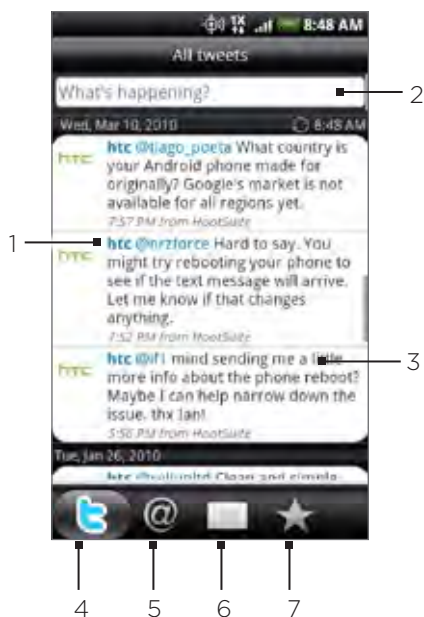 1X 8:48 AM
All tweets
What's happening?
2
Wed, Mar 10, 2010 8:48 AM
htc
htc @tiago_poeta What country is
your Android phone made for
originally? Google's market is not
available for all regions yet.
7:57 PM from HootSuite
1
htc
htc @nrzforce Hard to say. You
might try rebooting your phone to
see if the text message will arrive.
Let me know if that changes
anything.
7:52 PM from HootSuite
htc
htc mind sending me a little
3
more info about the phone reboot?
Maybe I can help narrow down the
issue. thx Ian!
5:56 PM from HootSuite
Tue, Jan 26, 2010
htc Clean and simple
@
4 5 6 7